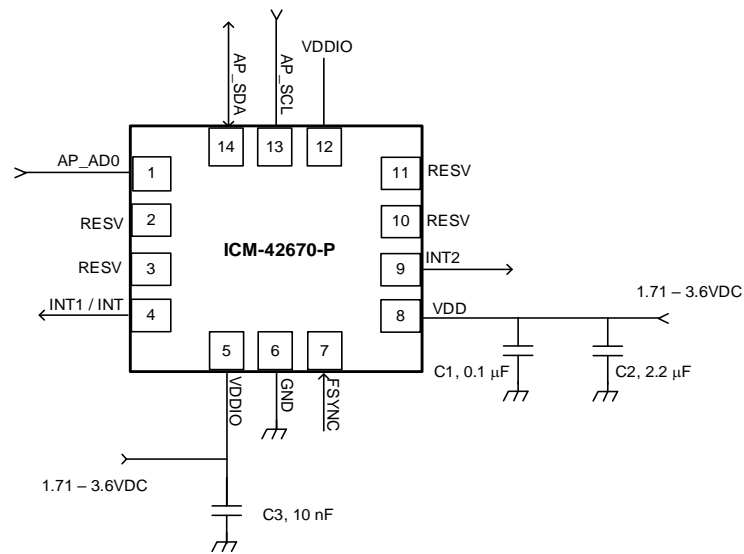 AP_SDA
AP_SCL
VDDIO
14
13
12
AP_AD0
1
11
RESV
RESV
2
10
RESV
ICM-42670-P
RESV
3
9
INT2
INT1 / INT
4
8
VDD
1.71 – 3.6VDC
5
6
7
C1, 0.1 μF
C2, 2.2 μF
VDDIO
GND
FSYNC
1.71 – 3.6VDC
C3, 10 nF